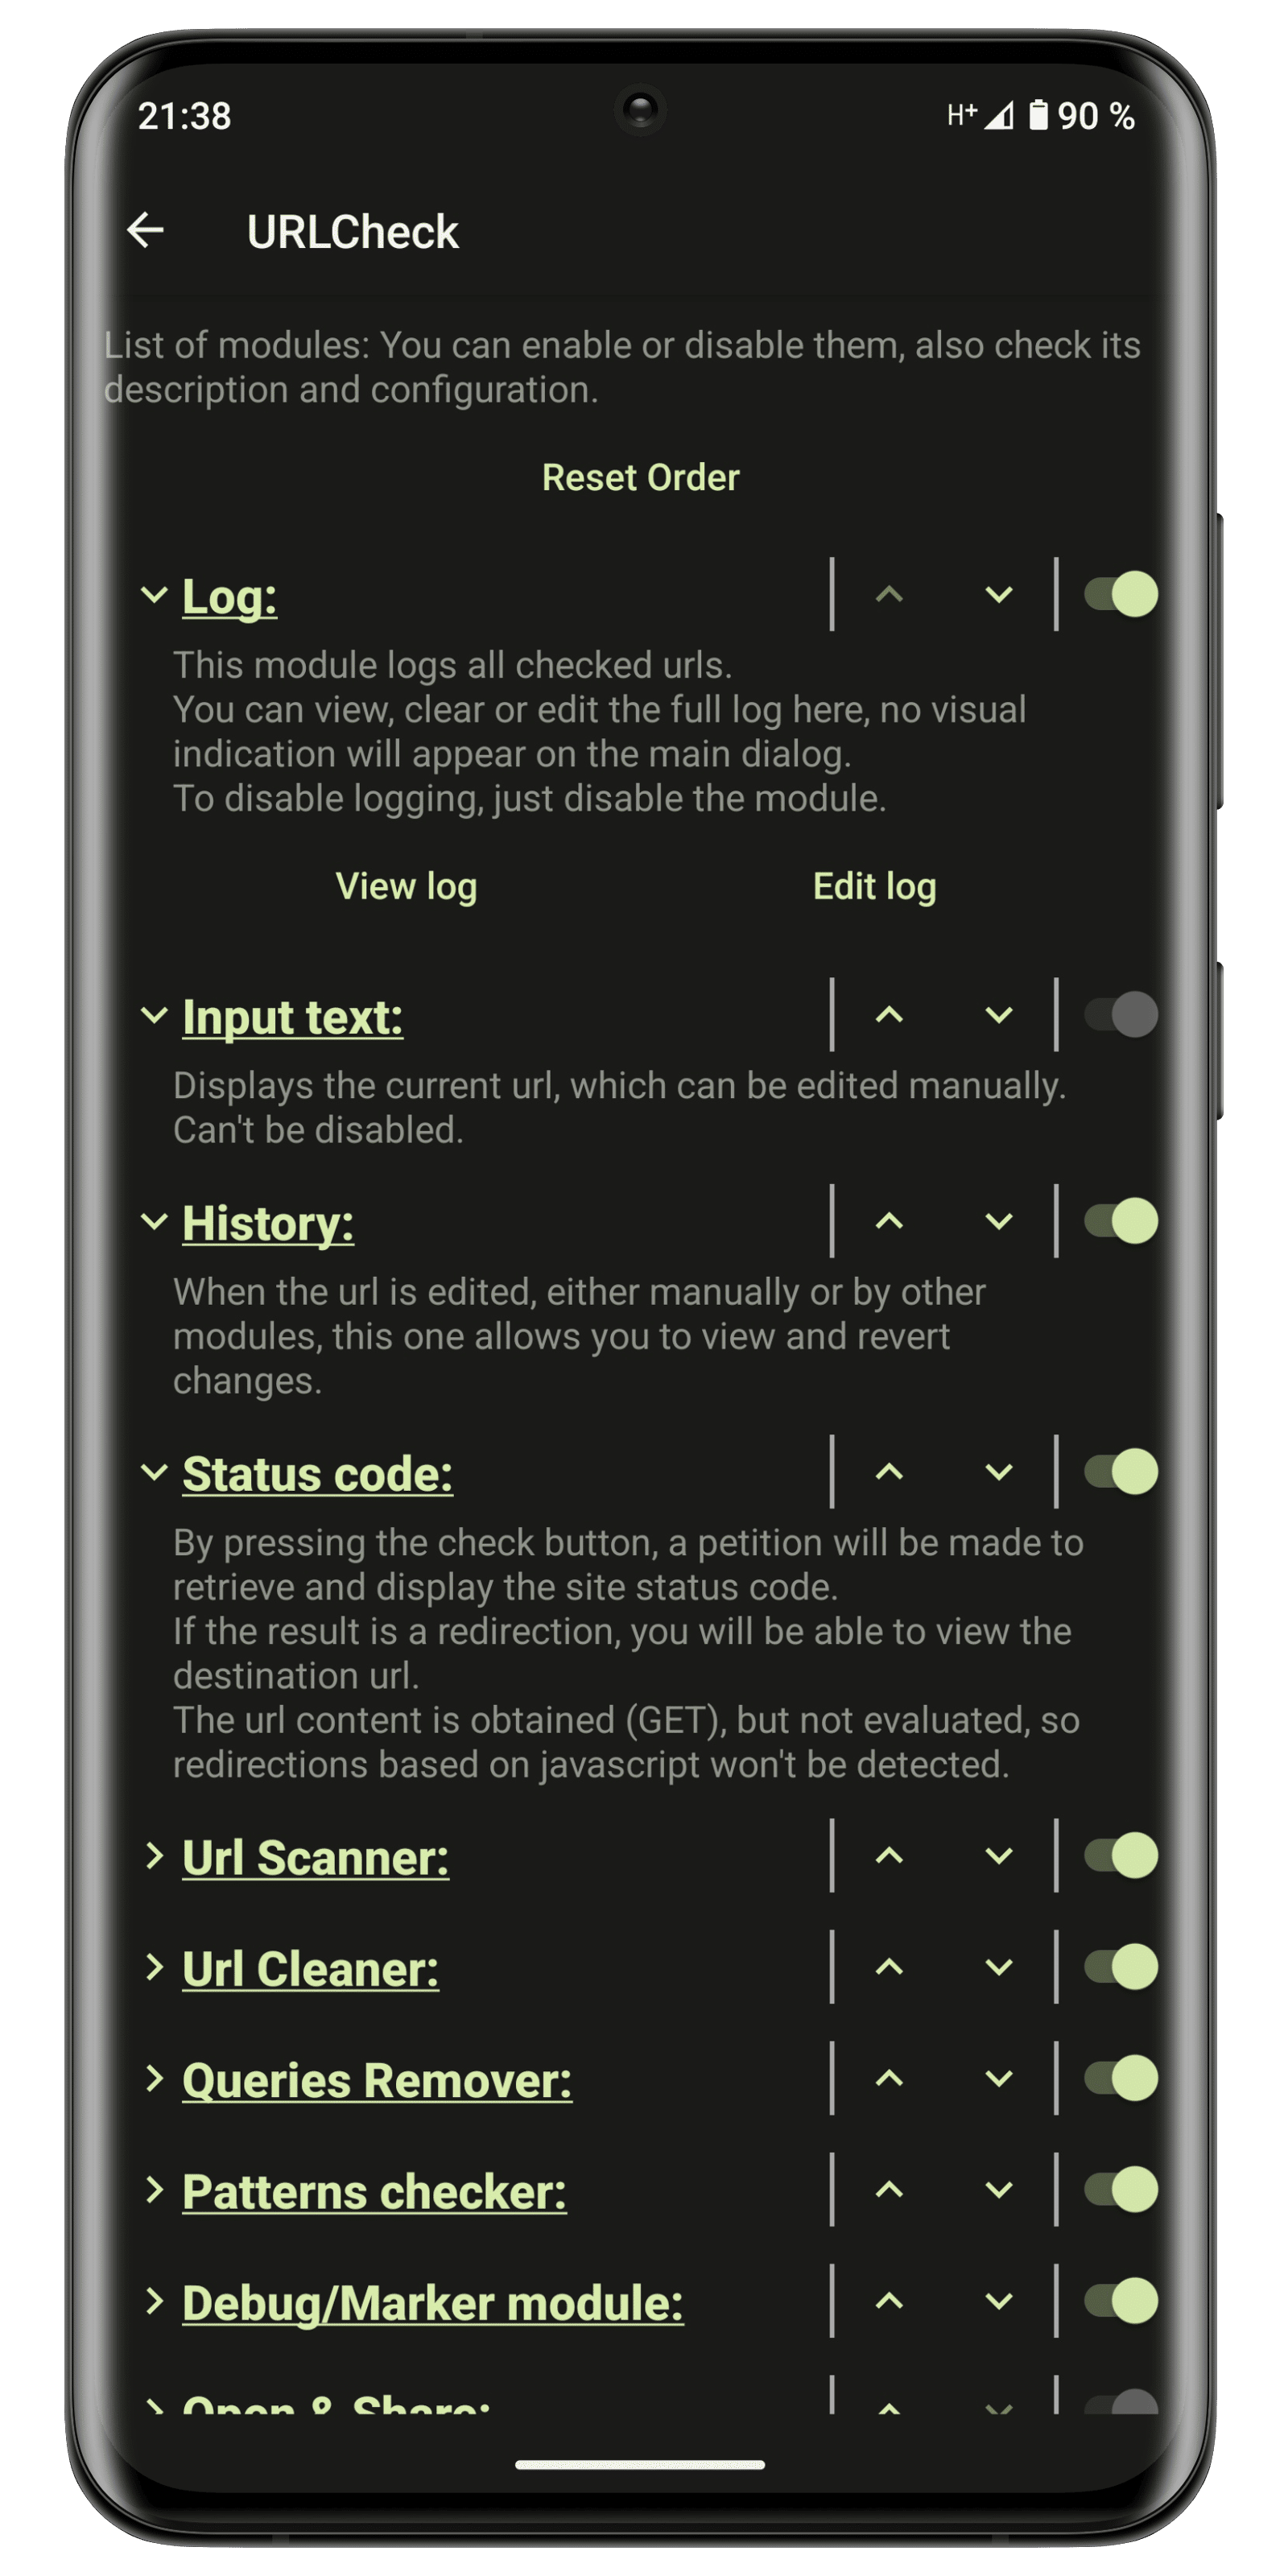 21:38 H+ 90 %
URLCheck
List of modules: You can enable or disable them, also check its
description and configuration.
Reset Order
Log:
This module logs all checked urls.
You can view, clear or edit the full log here, no visual
indication will appear on the main dialog.
To disable logging, just disable the module.
View log Edit log
Input text:
Displays the current url, which can be edited manually.
Can't be disabled.
History:
When the url is edited, either manually or by other
modules, this one allows you to view and revert
changes.
Status code:
By pressing the check button, a petition will be made to
retrieve and display the site status code.
If the result is a redirection, you will be able to view the
destination url.
The url content is obtained (GET), but not evaluated, so
redirections based on javascript won't be detected.
Url Scanner:
Url Cleaner:
Queries Remover:
Patterns checker:
Debug/Marker module:
Open & Share: